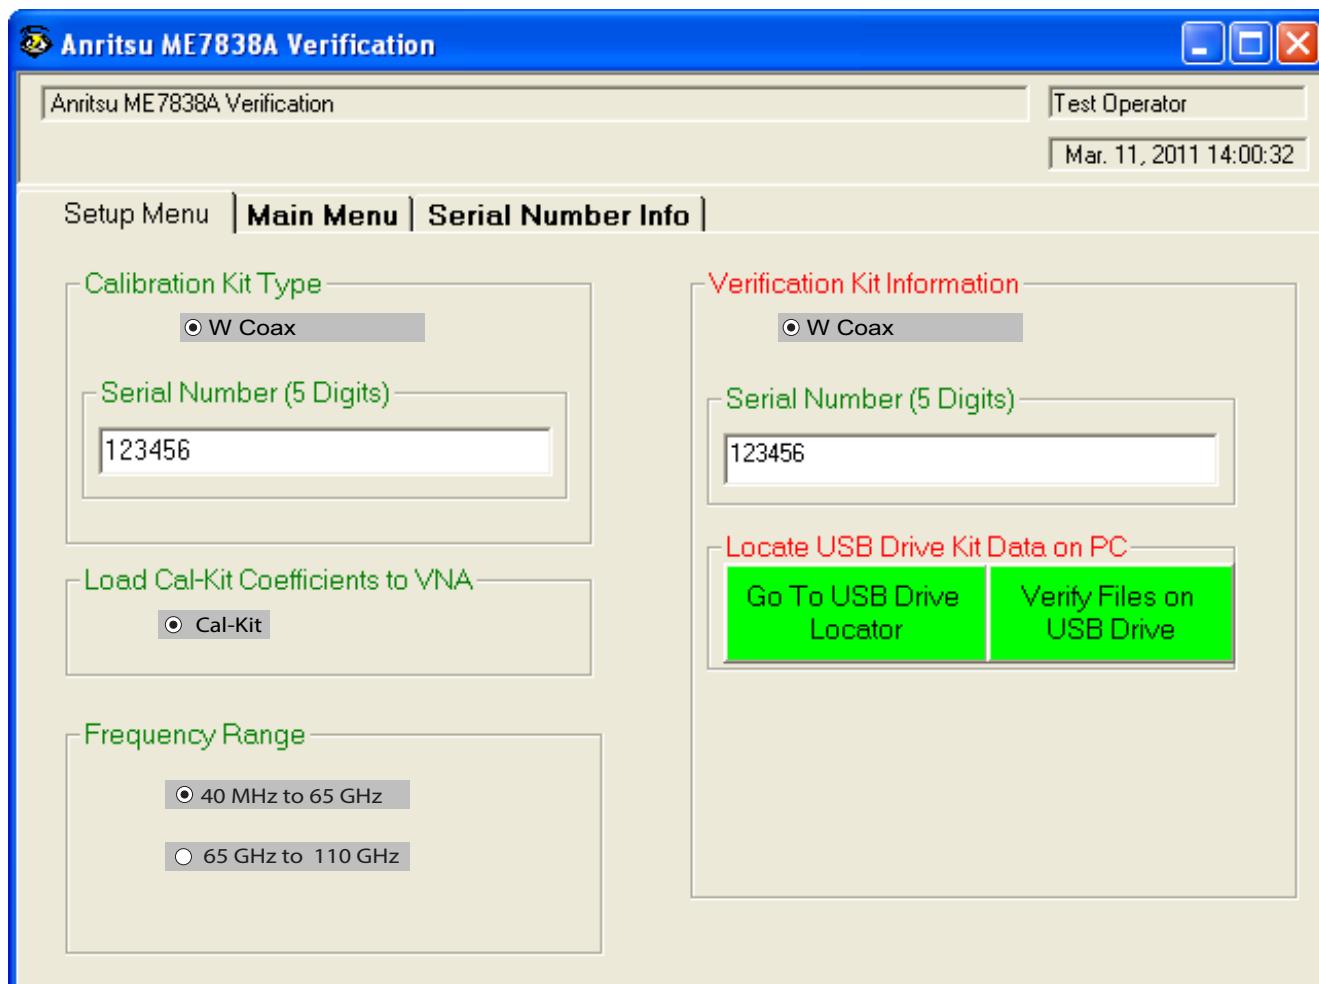 Anritsu ME7838A Verification
Anritsu ME7838A Verification
Test Operator
Mar. 11, 2011 14:00:32
Setup Menu
Main Menu
Serial Number Info
Calibration Kit Type
W Coax
Serial Number (5 Digits)
123456
Load Cal-Kit Coefficients to VNA
Cal-Kit
Frequency Range
40 MHz to 65 GHz
65 GHz to 110 GHz
Verification Kit Information
W Coax
Serial Number (5 Digits)
123456
Locate USB Drive Kit Data on PC
Go To USB Drive
Locator
Verify Files on
USB Drive